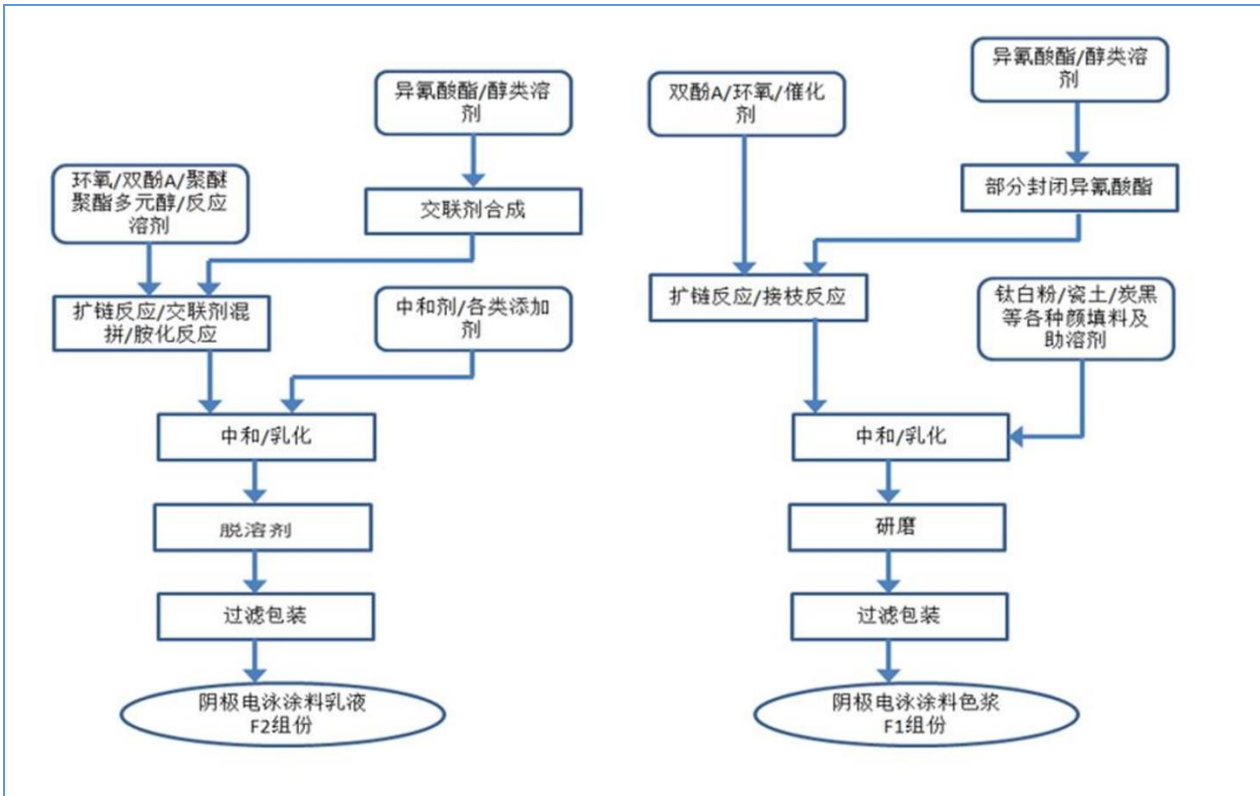 异氰酸酯/醇类溶
剂
环氧/双酚A/聚醚
聚酯多元醇/反应
溶剂
交联剂合成
扩链反应/交联剂混
拼/胺化反应
中和剂/各类添加
剂
中和/乳化
脱溶剂
过滤包装
阴极电泳涂料乳液
F2组份
异氰酸酯/醇类溶
剂
双酚A/环氧/催化
剂
部分封闭异氰酸酯
扩链反应/接枝反应
钛白粉/瓷土/炭黑
等各种颜填料及
助溶剂
中和/乳化
研磨
过滤包装
阴极电泳涂料色浆
F1组份